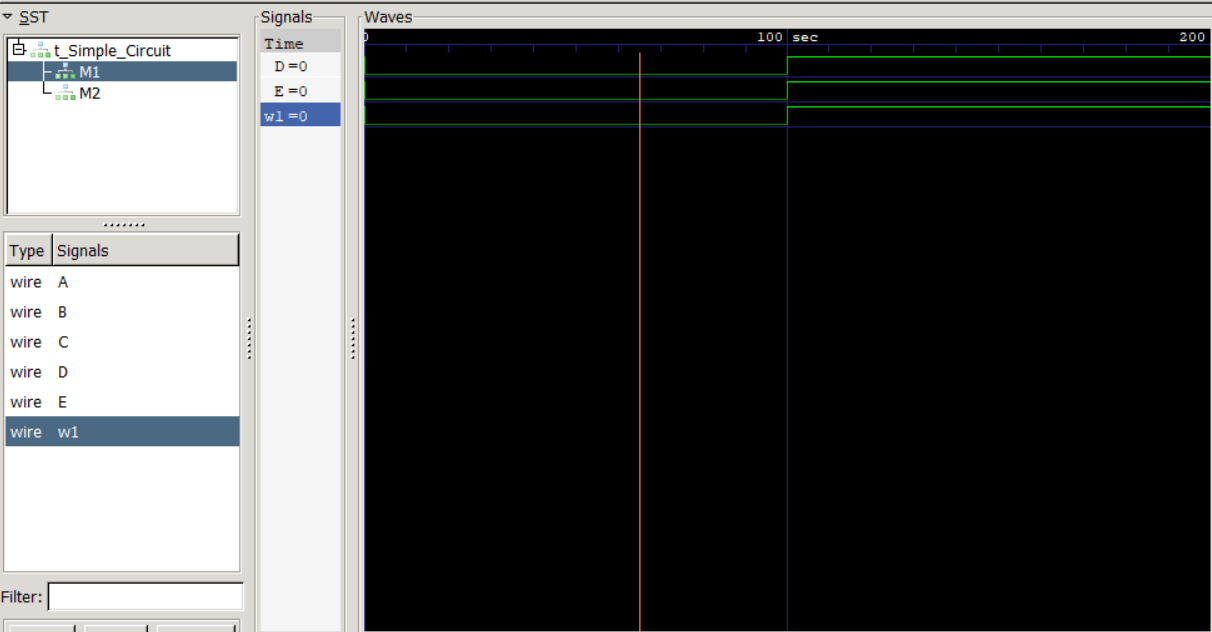 SST
t_Simple_Circuit
M1
M2
Type Signals
wire A
wire B
wire C
wire D
wire E
wire w1
Filter:
Signals
Time
D=0
E=0
w1=0
Waves
0 100 sec 200